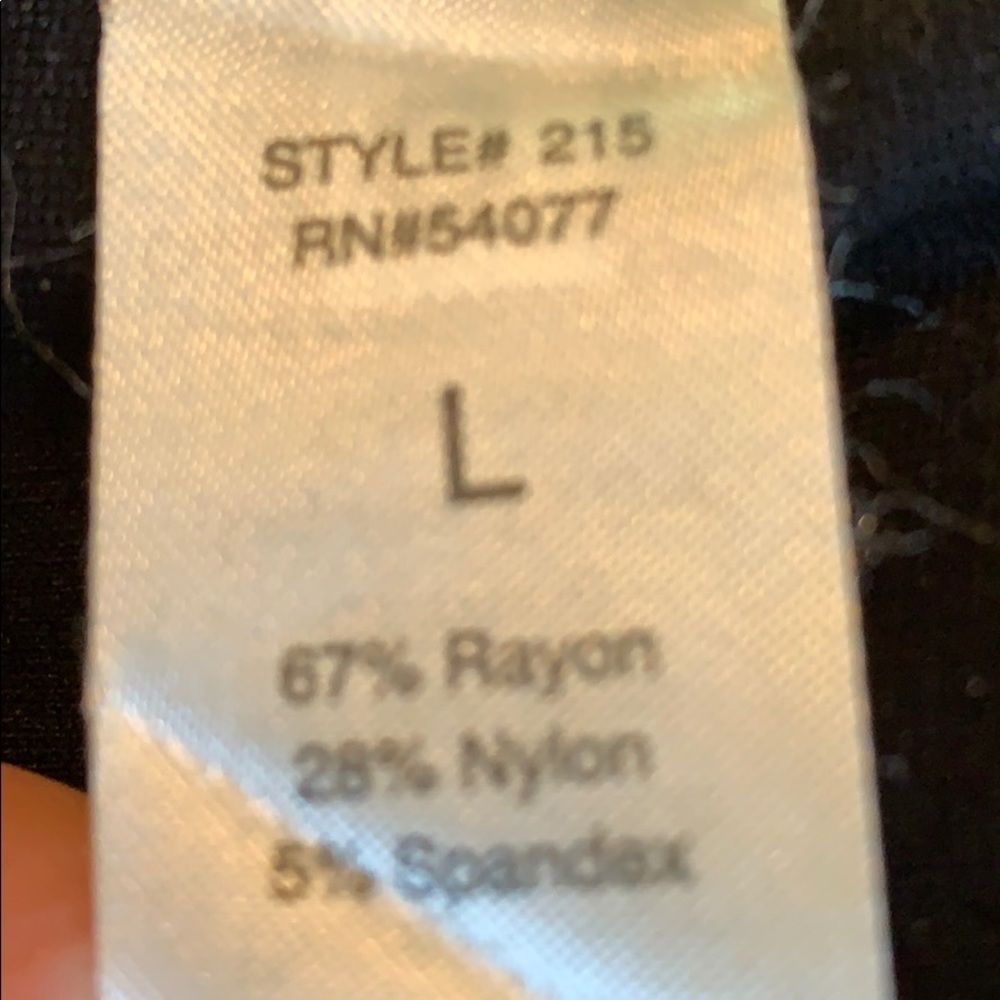 STYLE# 215
RN#54077
L
67% Rayon
28% Nylon
5% Spandex